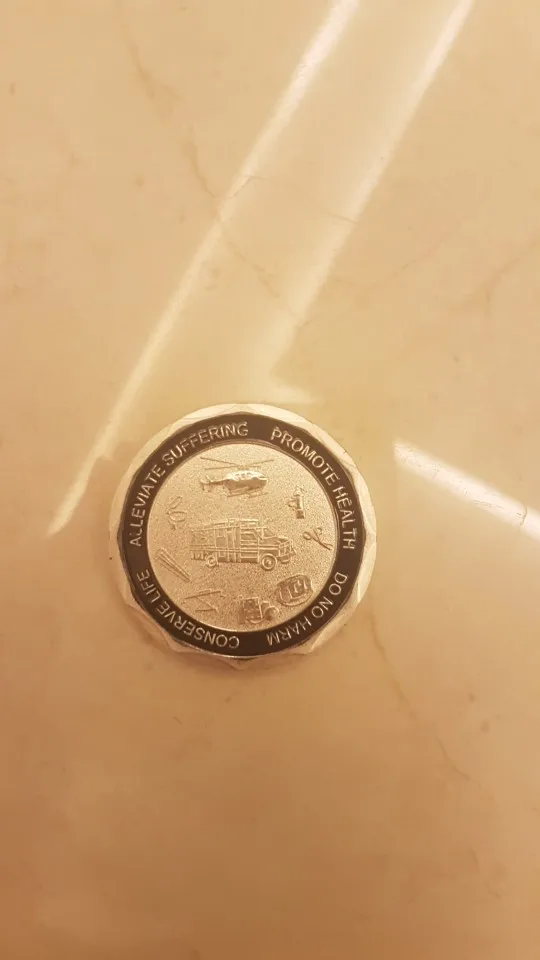 ALLEVIATE SUFFERING
PROMOTE HEALTH
DO NO HARM
CONSERVE LIFE